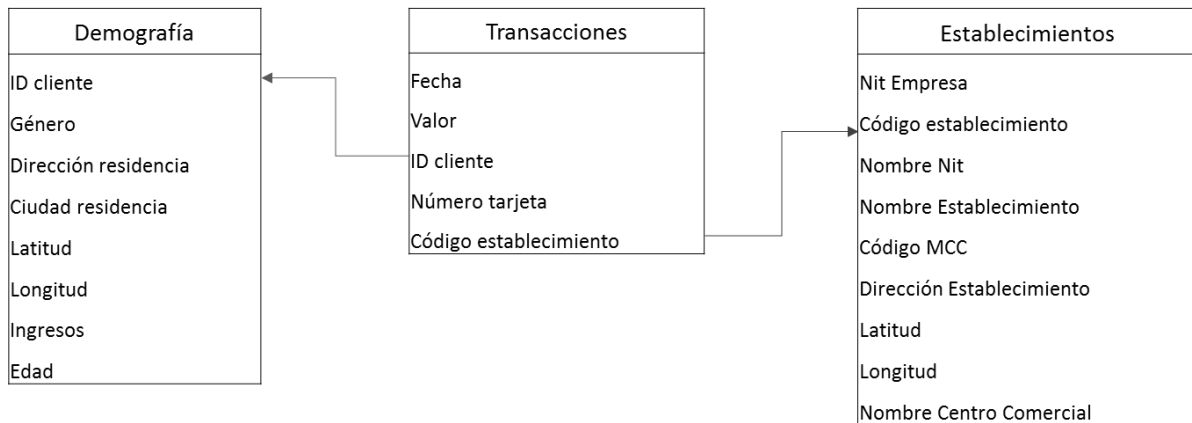 Demografía
ID cliente
Género
Dirección residencia
Ciudad residencia
Latitud
Longitud
Ingresos
Edad
Transacciones
Fecha
Valor
ID cliente
Número tarjeta
Código establecimiento
Establecimientos
Nit Empresa
Código establecimiento
Nombre Nit
Nombre Establecimiento
Código MCC
Dirección Establecimiento
Latitud
Longitud
Nombre Centro Comercial